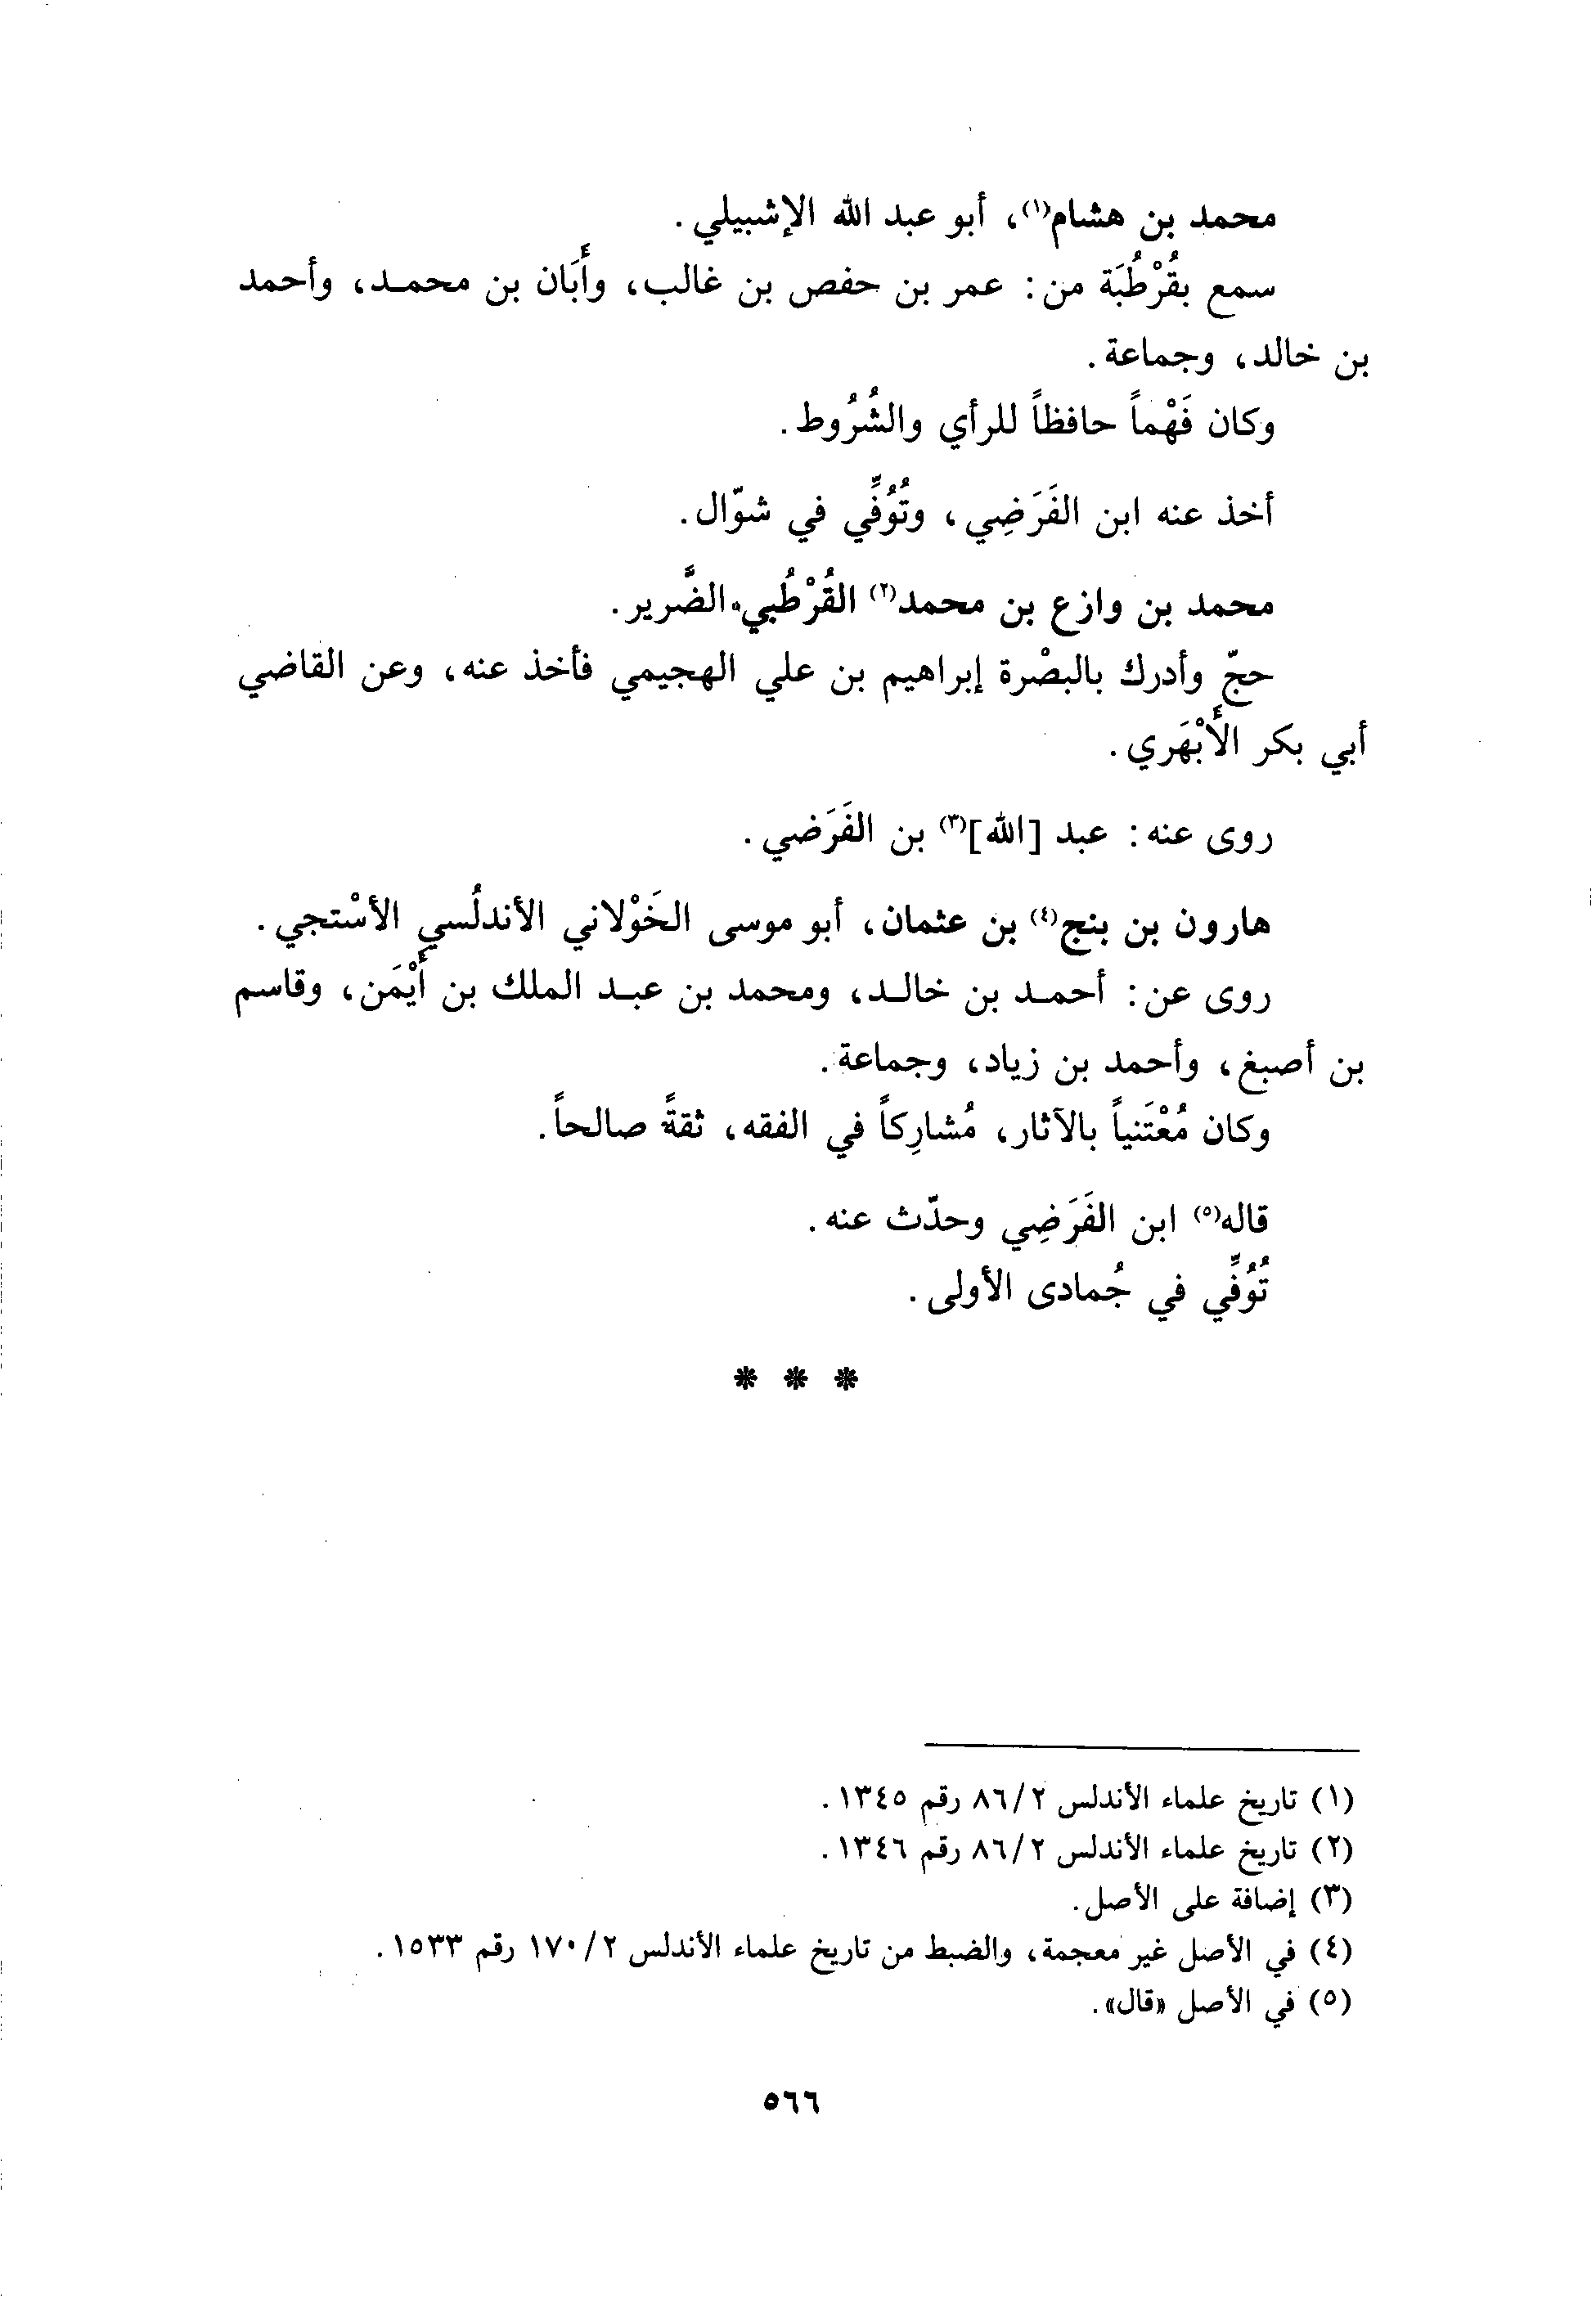 محمد بن هشام(١)، أبو عبد الله الإشبيلي.
سمع بقُرْطُبَة من: عمر بن حفص بن غالب، وأَبَان بن محمـد، وأحمد
بن خالد، وجماعة.
وكان فَهْماً حافظاً للرأي والشُرُوط.
أخذ عنه ابن الفَرَضِي، وتُوُفِّي في شوّال.
محمد بن وازع بن محمد(٢) القُرْطُبي، الضَّرير.
حجّ وأدرك بالبصْرة إبراهيم بن علي الهجيمي فأخذ عنه، وعن القاضي
أبي بكر الأَبْهَري.
روى عنه: عبد [الله](٣) بن الفَرَضي.
هارون بن بنج(٤) بن عثمان، أبو موسى الخَوْلاني الأندلُسي الأسْتجي.
روى عن: أحمـد بن خالـد، ومحمد بن عبـد الملك بن أَيْمَن، وقاسم
بن أصبغ، وأحمد بن زياد، وجماعة.
وكان مُعْتَنياً بالآثار، مُشارِكاً في الفقه، ثقةً صالحاً.
قاله(٥) ابن الفَرَضِي وحدّث عنه.
تُوُفِّي في جُمادى الأولى.
* * *
(١) تاريخ علماء الأندلس ٨٦/٢ رقم ١٣٤٥.
(٢) تاريخ علماء الأندلس ٨٦/٢ رقم ١٣٤٦.
(٣) إضافة على الأصل.
(٤) في الأصل غير معجمة، والضبط من تاريخ علماء الأندلس ١٧٠/٢ رقم ١٥٣٣.
(٥) في الأصل «قال».
٥٦٦